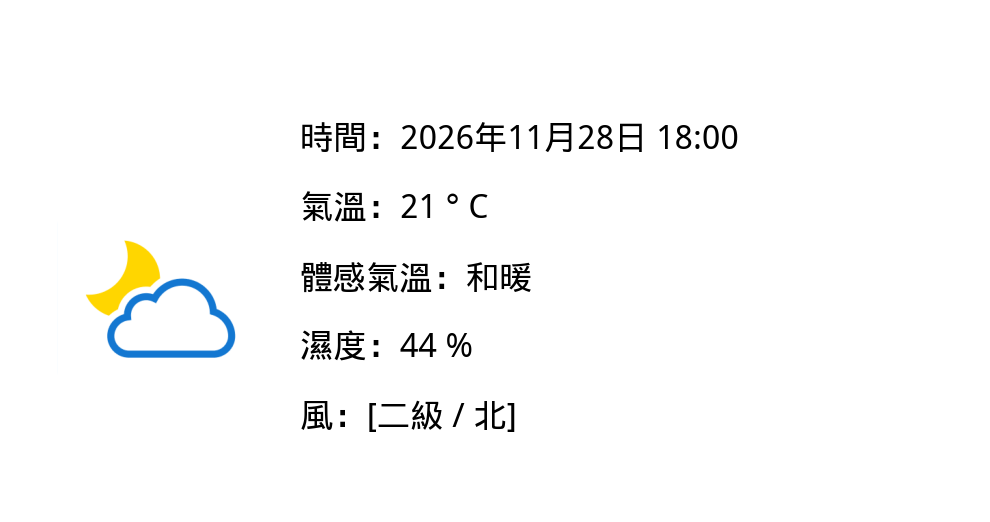 時間：2026年11月28日 18:00
氣溫：21 ° C
體感氣溫：和暖
濕度：44 %
風：[二級 / 北]